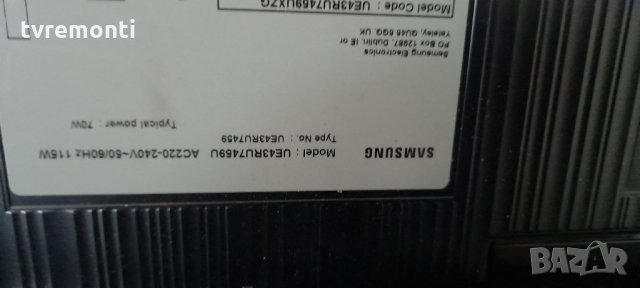 SAMSUNG
Model : UE43RU7459U AC220-240V~50/60Hz 115W
Type No. : UE43RU7459
Typical power : 70W
Samsung Electronics
PO Box 12987, Dublin. IE or
Yateley, GU46 6GG. UK
Model Code : UE43RU7459UXZG
tvremonti
BAZAR